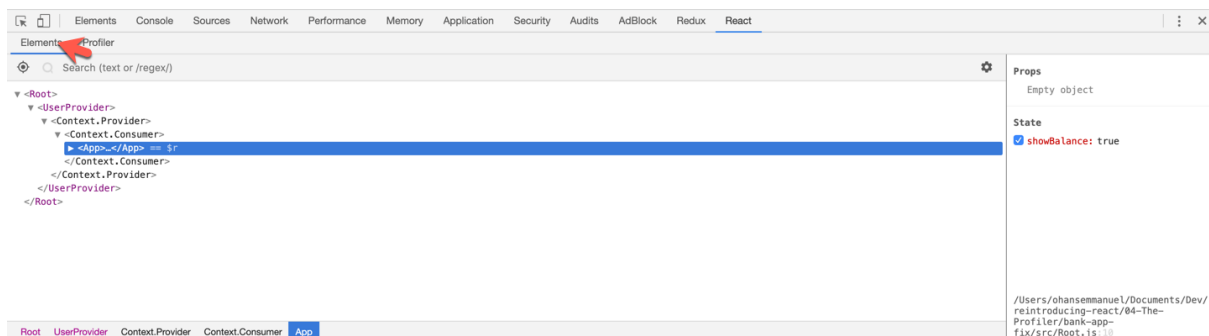 Elements Console Sources Network Performance Memory Application Security Audits AdBlock Redux React
Elements Profiler
Search (text or /regex/)
<Root>
<UserProvider>
<Context.Provider>
<Context.Consumer>
<App>…</App> == $r
</Context.Consumer>
</Context.Provider>
</UserProvider>
</Root>
Root UserProvider Context.Provider Context.Consumer App
Props
Empty object
State
showBalance: true
/Users/ohansemmanuel/Documents/Dev/
reintroducing-react/04-The-
Profiler/bank-app-
fix/src/Root.js:10